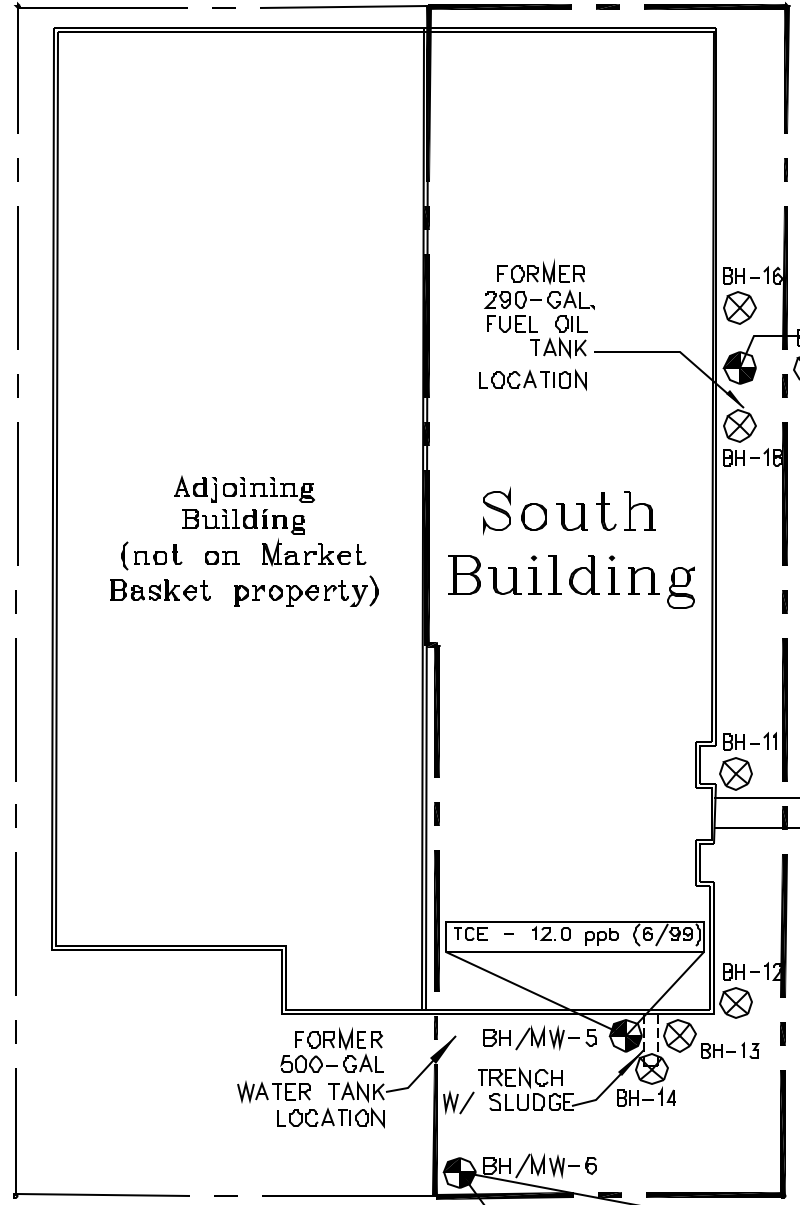 BH-16
FORMER
290-GAL.
FUEL OIL
TANK
LOCATION
BH-18
Adjoining
Building
(not on Market
Basket property)
South
Building
BH-11
TCE - 12.0 ppb (6/99)
BH-12
FORMER
500-GAL
WATER TANK
LOCATION
BH/MW-5
BH-13
TRENCH
W/ SLUDGE
BH-14
BH/MW-6